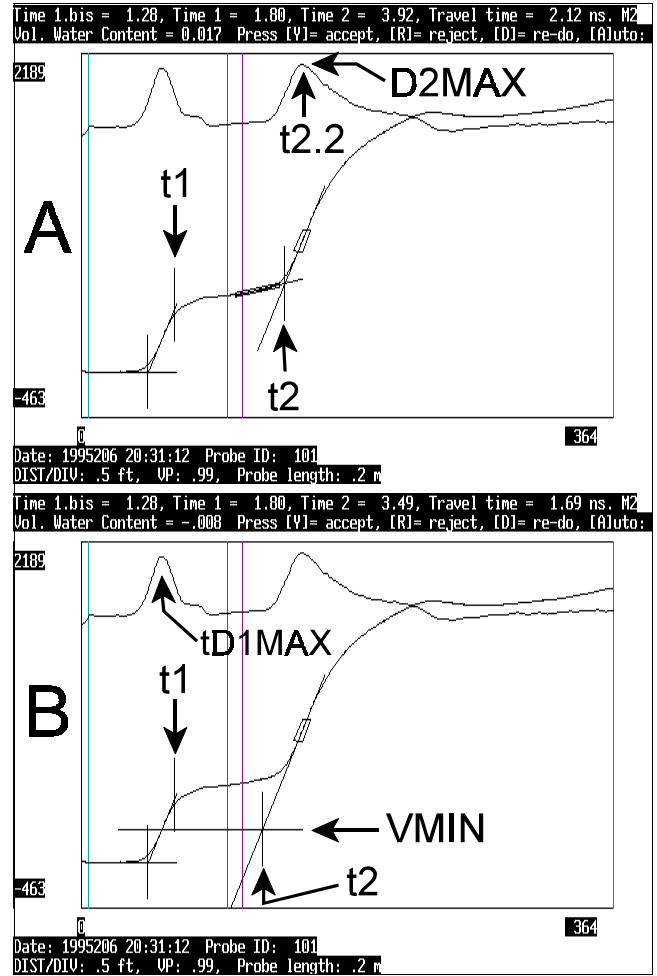 Time 1.bis = 1.28, Time 1 = 1.80, Time 2 = 3.92, Travel time = 2.12 ns. M2
Vol. Water Content = 0.017 Press [Y]= accept, [R]= reject, [D]= re-do, [A]uto:
2189
D2MAX
t2.2
t1
A
t2
-463
0 364
Date: 1995206 20:31:12 Probe ID: 101
DIST/DIV: .5 ft, VP: .99, Probe length: .2 m
Time 1.bis = 1.28, Time 1 = 1.80, Time 2 = 3.49, Travel time = 1.69 ns. M2
Vol. Water Content = -.008 Press [Y]= accept, [R]= reject, [D]= re-do, [A]uto:
2189
tD1MAX
t1
B
VMIN
t2
-463
0 364
Date: 1995206 20:31:12 Probe ID: 101
DIST/DIV: .5 ft, VP: .99, Probe length: .2 m